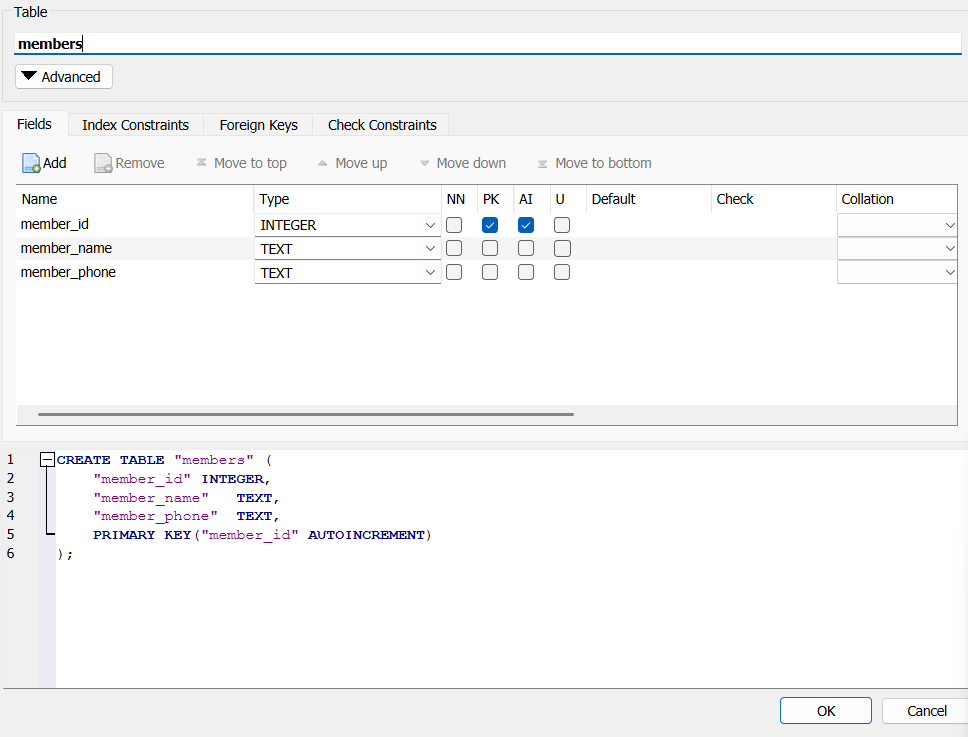 Table
members
Advanced
Fields Index Constraints Foreign Keys Check Constraints
Add Remove Move to top Move up Move down Move to bottom
Name Type NN PK AI U Default Check Collation
member_id INTEGER
member_name TEXT
member_phone TEXT
1 CREATE TABLE "members" (
2 "member_id" INTEGER,
3 "member_name" TEXT,
4 "member_phone" TEXT,
5 PRIMARY KEY("member_id" AUTOINCREMENT)
6 );
OK Cancel